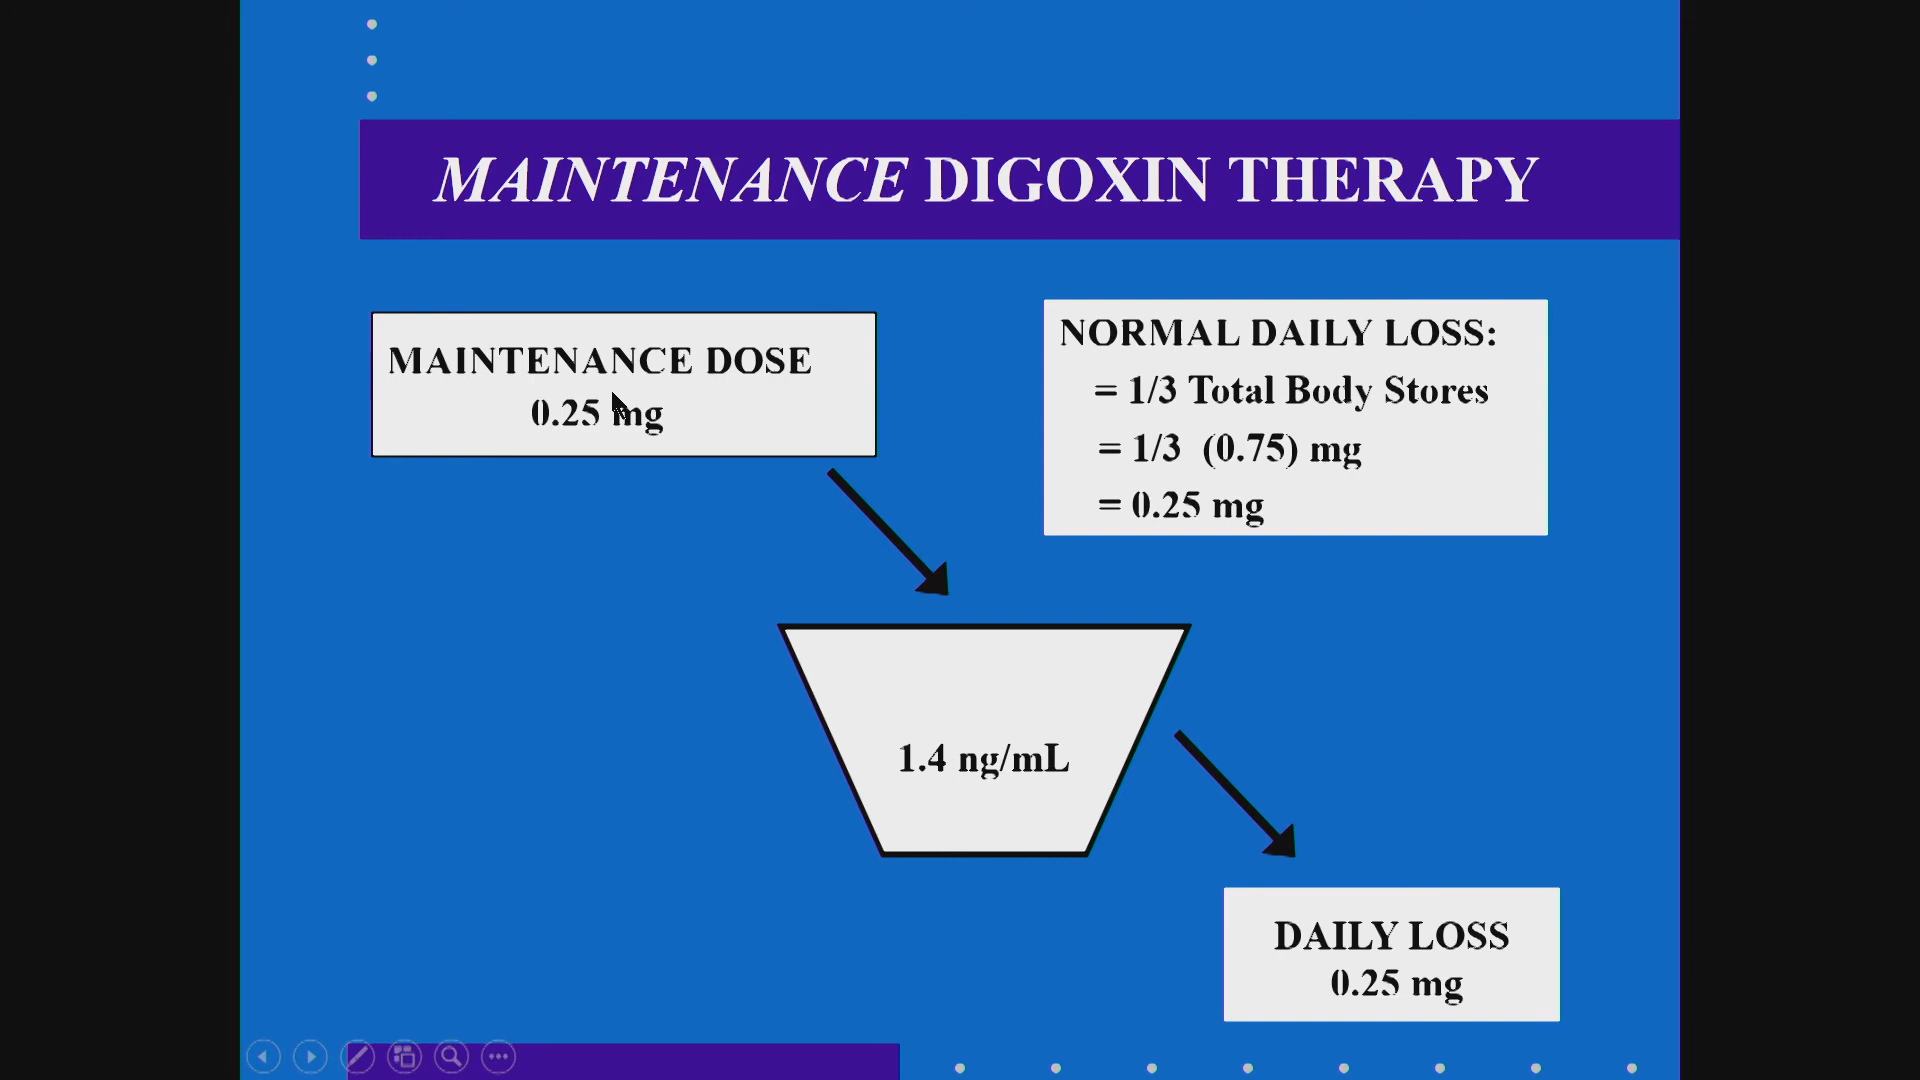 MAINTENANCE DIGOXIN THERAPY
MAINTENANCE DOSE
0.25 mg
NORMAL DAILY LOSS:
= 1/3 Total Body Stores
= 1/3 (0.75) mg
= 0.25 mg
1.4 ng/mL
DAILY LOSS
0.25 mg